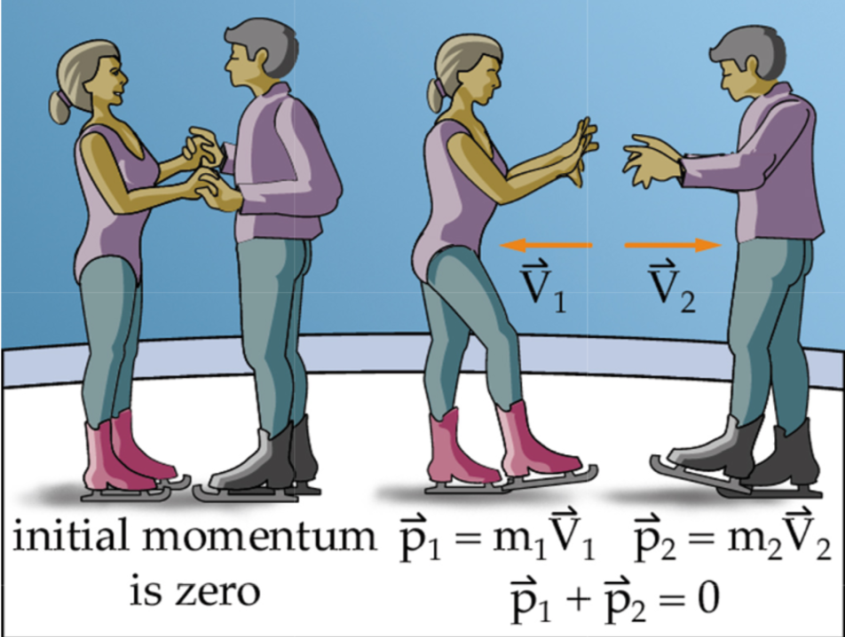 V⃗₁ V⃗₂
initial momentum
is zero
p⃗₁ = m₁V⃗₁ p⃗₂ = m₂V⃗₂
p⃗₁ + p⃗₂ = 0